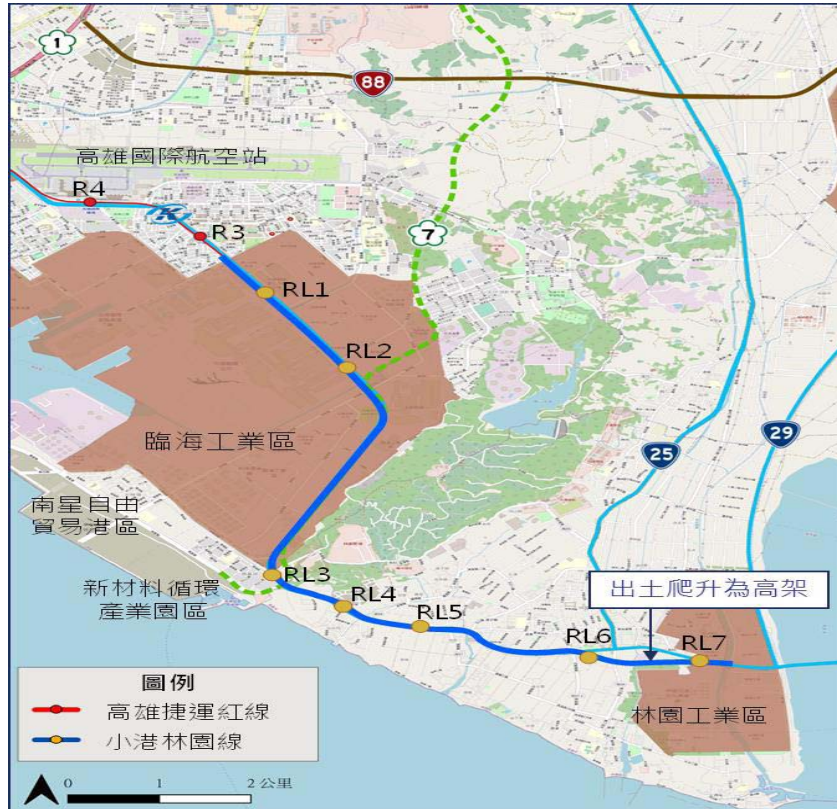 1
88
高雄國際航空站
R4
K
R3
7
RL1
RL2
臨海工業區
25
29
南星自由
貿易港區
新材料循環
產業園區
RL3
RL4
RL5
出土爬升為高架
RL6
RL7
林園工業區
圖例
高雄捷運紅線
小港林園線
0 1 2 公里